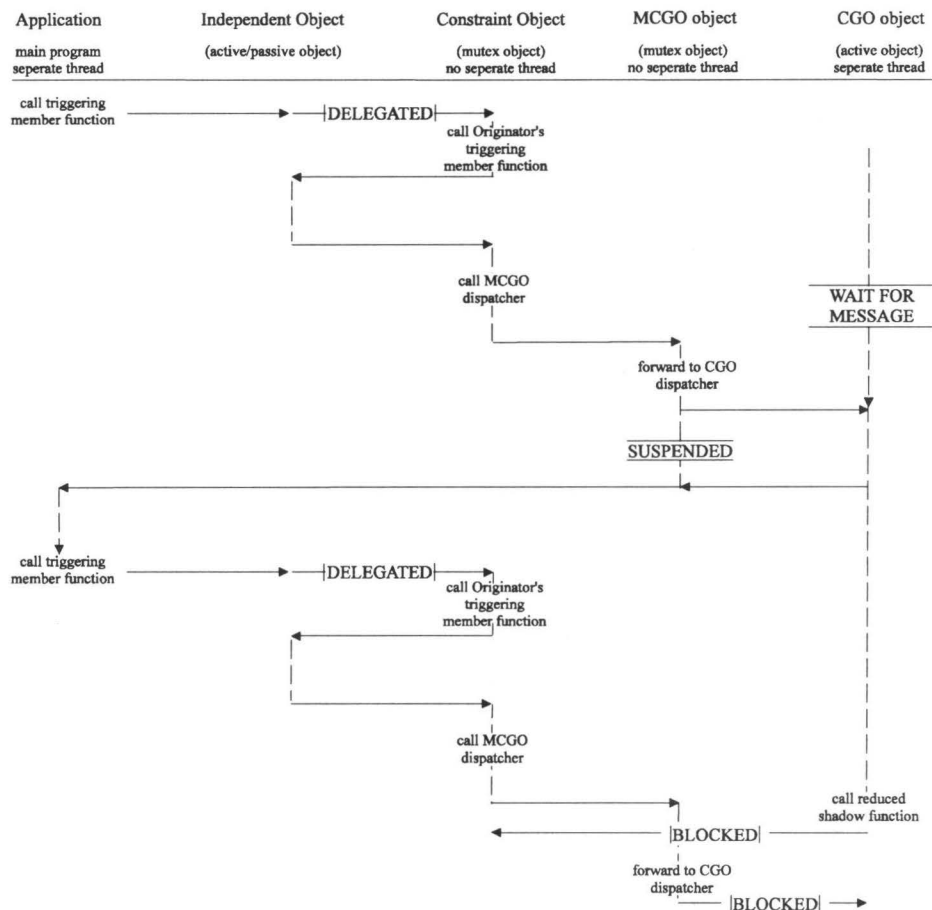 Application
Independent Object
Constraint Object
MCGO object
CGO object
main program
seperate thread
(active/passive object)
(mutex object)
no seperate thread
(mutex object)
no seperate thread
(active object)
seperate thread
call triggering
member function
DELEGATED
call Originator's
triggering
member function
call MCGO
dispatcher
WAIT FOR
MESSAGE
forward to CGO
dispatcher
SUSPENDED
call triggering
member function
DELEGATED
call Originator's
triggering
member function
call MCGO
dispatcher
call reduced
shadow function
BLOCKED
forward to CGO
dispatcher
BLOCKED